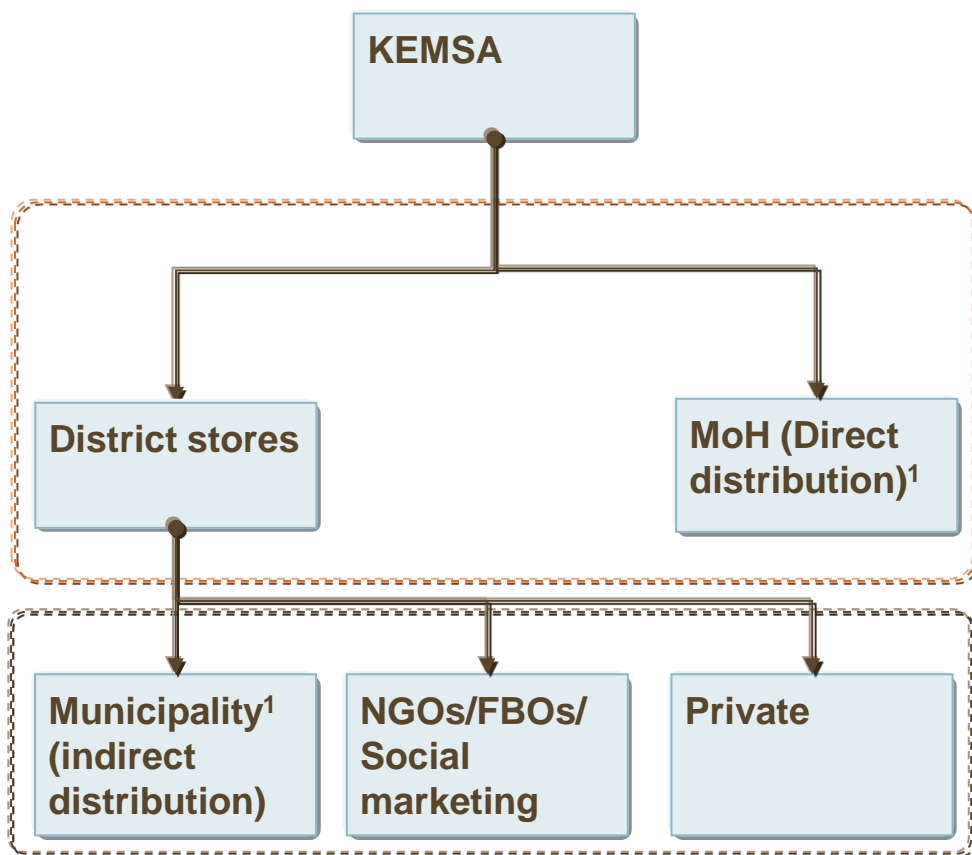 KEMSA
District stores
MoH (Direct
distribution)¹
Municipality¹
(indirect
distribution)
NGOs/FBOs/
Social
marketing
Private